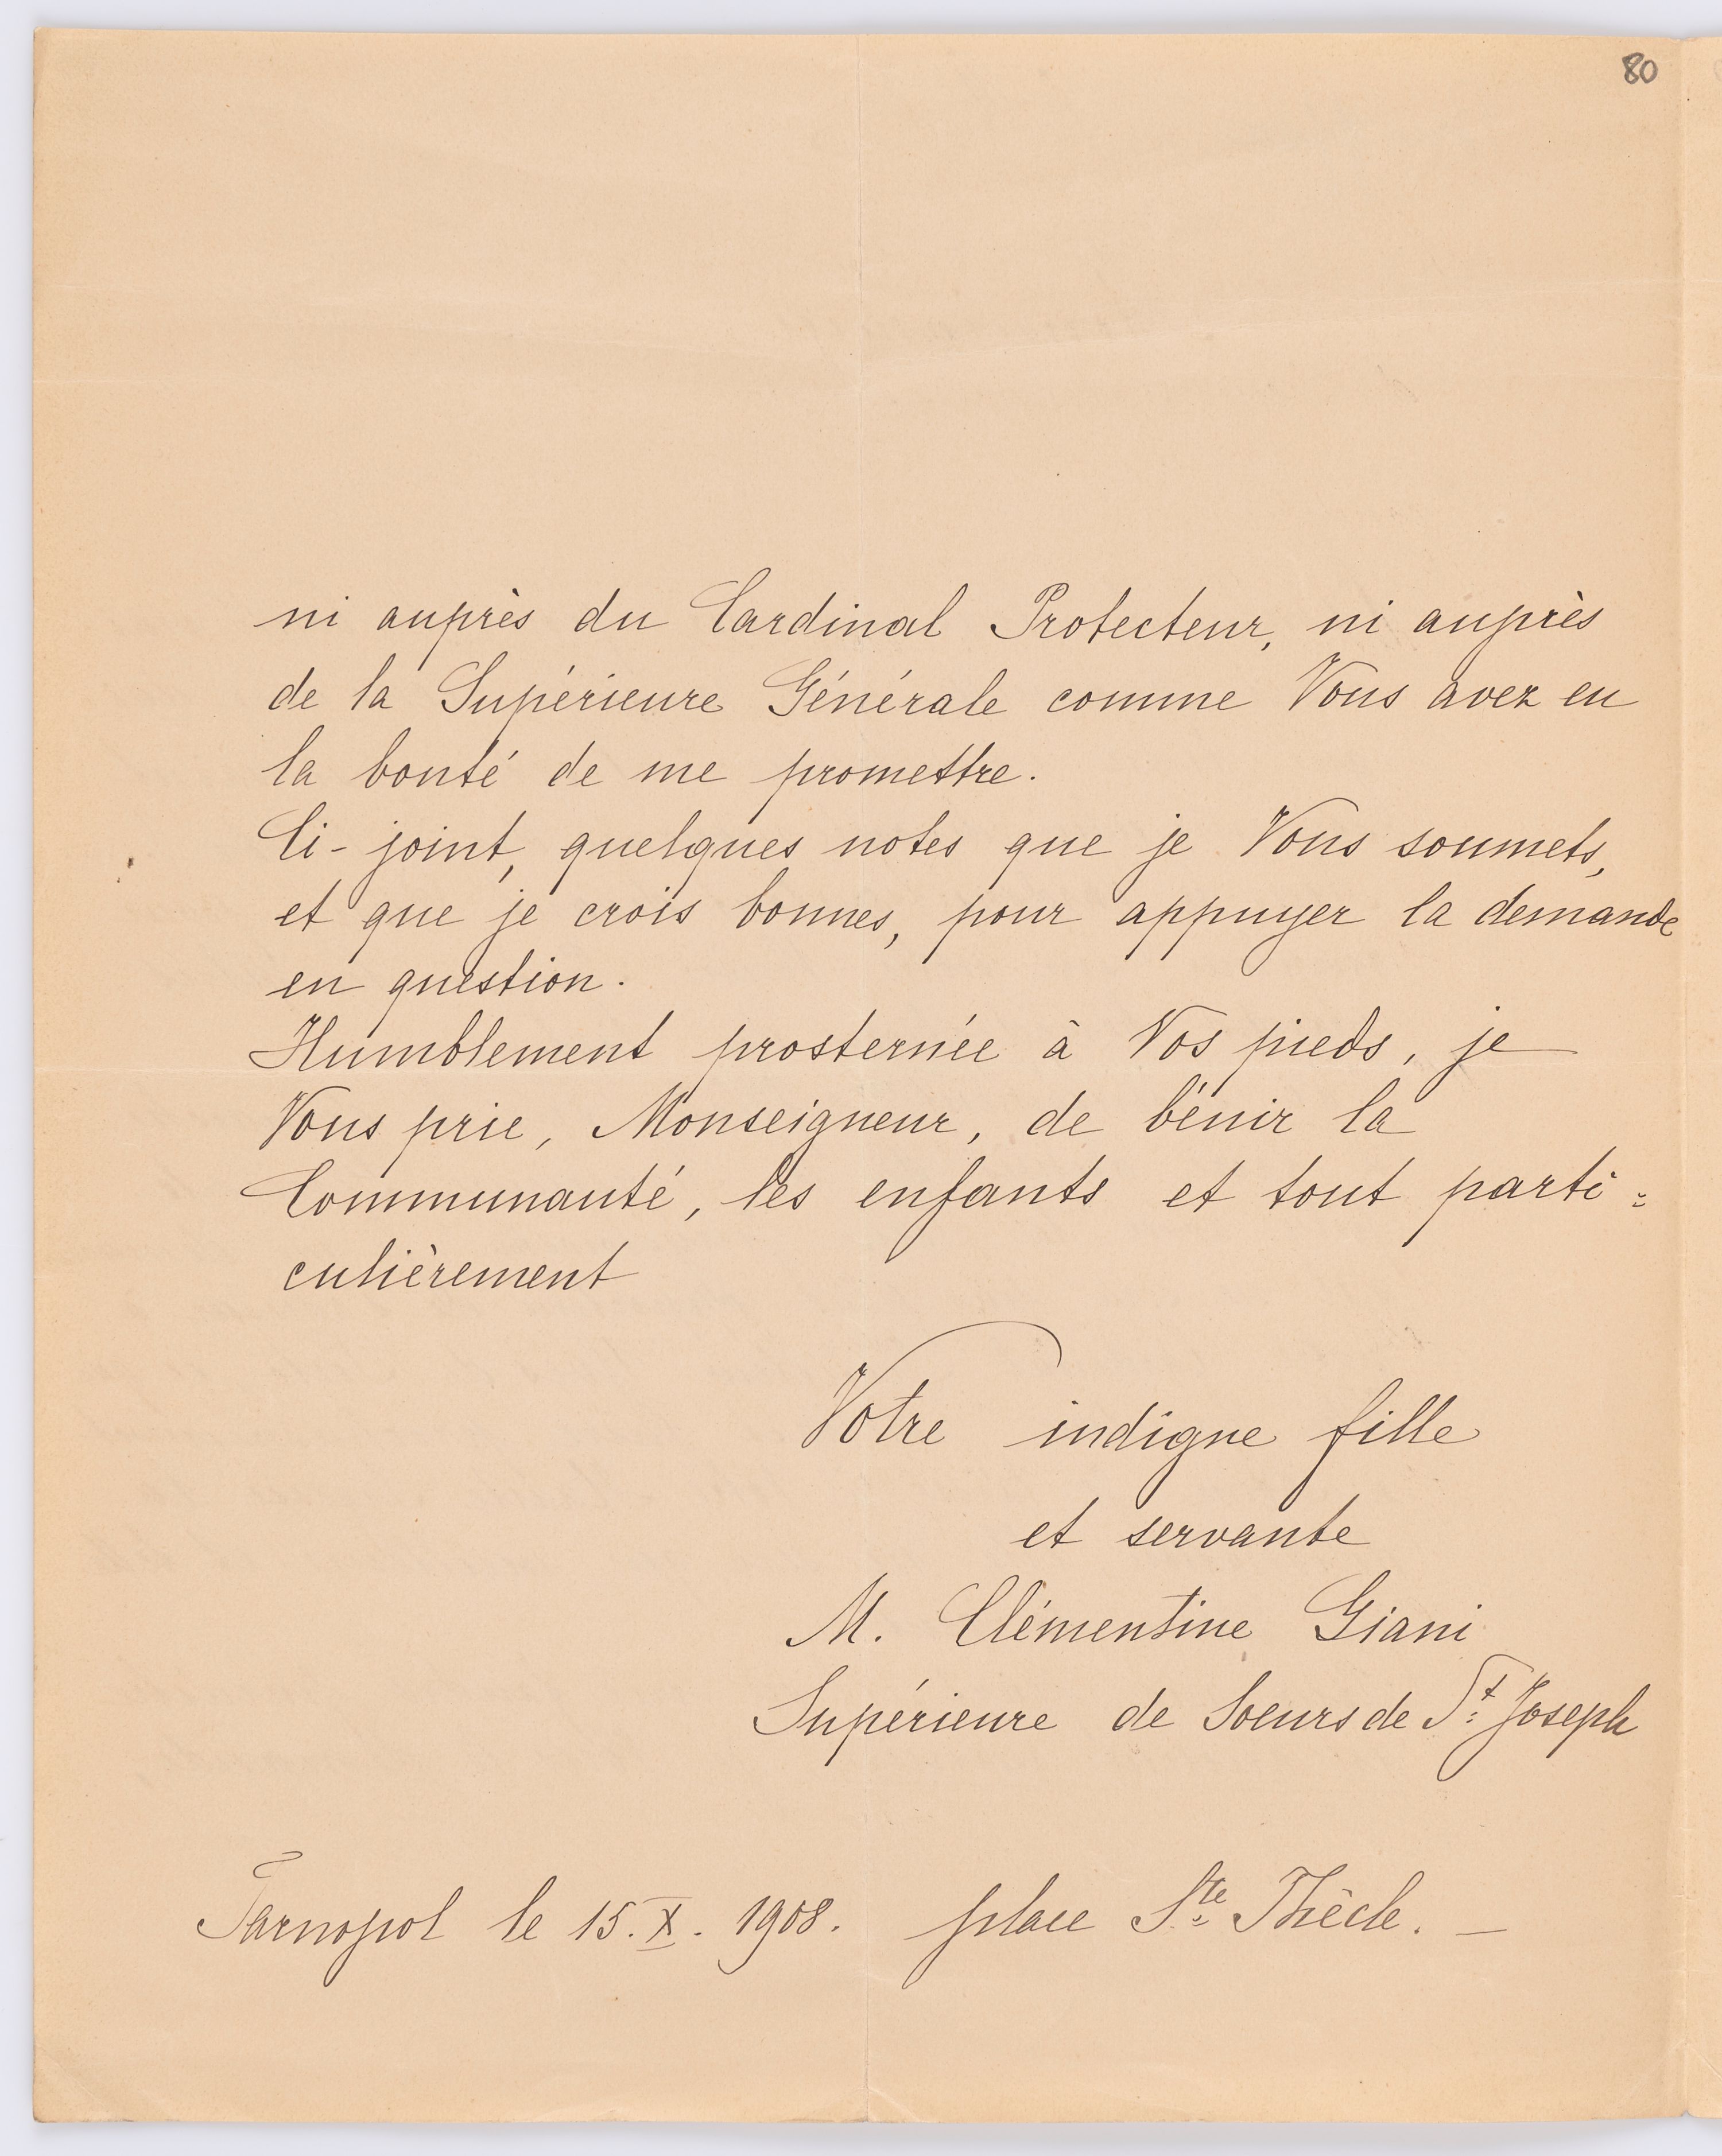 80
ni auprès du Cardinal Protecteur, ni auprès
de la Supérieure Générale comme Vous avez eu
la bonté de me promettre.
Ci-joint, quelques notes que je Vous soumets,
et que je crois bonnes, pour appuyer la demande
en question.
Humblement prosternée à Vos pieds, je
Vous prie, Monseigneur, de bénir la
Communauté, les enfants et tout parti=
culièrement
Votre indigne fille
et servante
M. Clémentine Giani
Supérieure de Soeurs de St. Joseph
Tarnopol le 15.X. 1908. place Ste Thècle. —